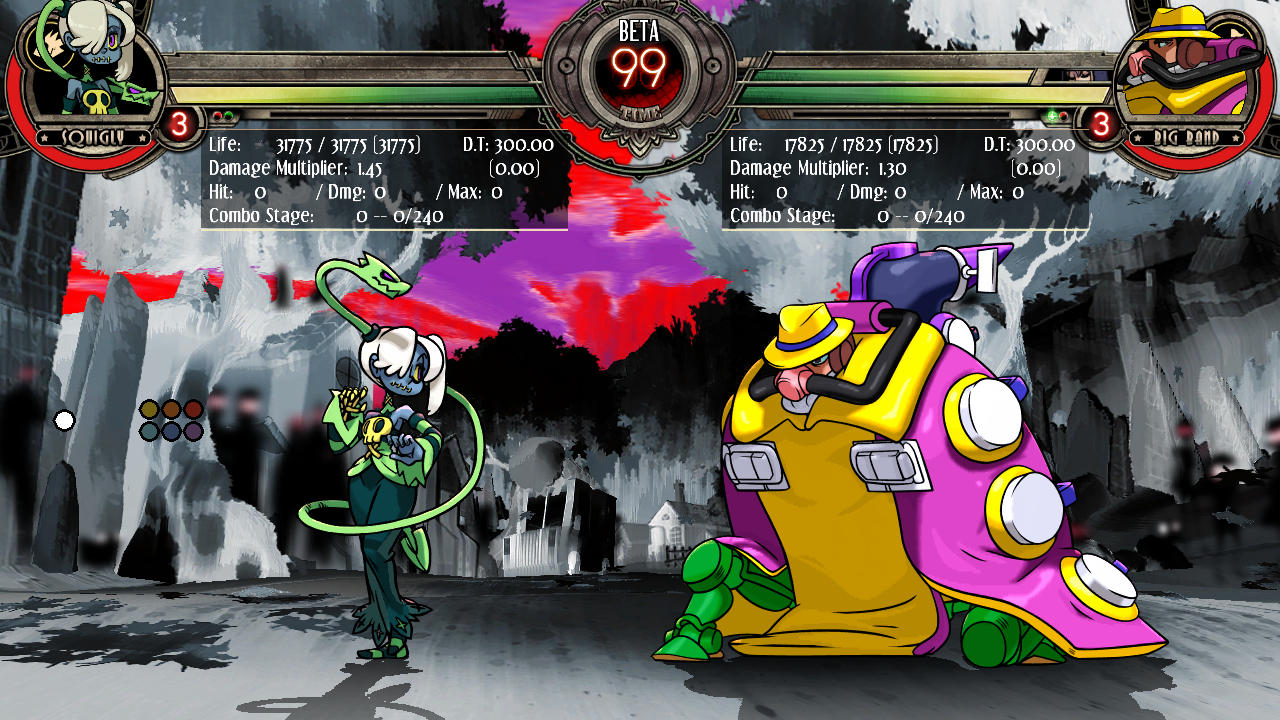 BETA
99
TIME
SQUIGLY
3
3
BIG BAND
Life: 31775 / 31775 (31775) D.T: 300.00
Damage Multiplier: 1.45 (0.00)
Hit: 0 / Dmg: 0 / Max: 0
Combo Stage: 0 -- 0/240
Life: 17825 / 17825 (17825) D.T: 300.00
Damage Multiplier: 1.30 (0.00)
Hit: 0 / Dmg: 0 / Max: 0
Combo Stage: 0 -- 0/240